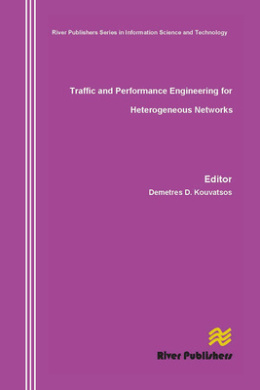 River Publishers Series in Information Science and Technology
Traffic and Performance Engineering for
Heterogeneous Networks
Editor
Demetres D. Kouvatsos
River Publishers